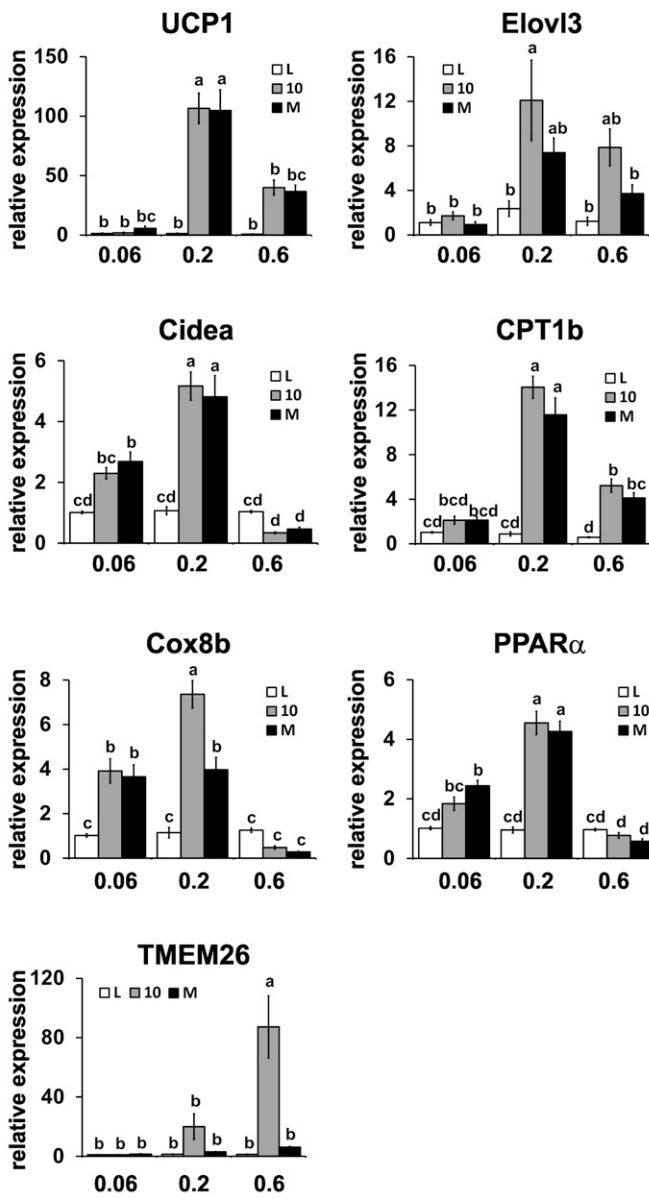 UCP1
relative expression
150
100
50
0
L
10
M
b b bc
b a a
b b bc
0.06 0.2 0.6
Elovl3
relative expression
16
12
8
4
0
L
10
M
b b b
b a ab
b ab b
0.06 0.2 0.6
Cidea
relative expression
6
4
2
0
L
10
M
cd bc b
cd a a
cd d d
0.06 0.2 0.6
CPT1b
relative expression
16
12
8
4
0
L
10
M
cd bcd bcd
cd a a
d b bc
0.06 0.2 0.6
Cox8b
relative expression
8
6
4
2
0
L
10
M
c b b
c a b
c c c
0.06 0.2 0.6
PPARα
relative expression
6
4
2
0
L
10
M
cd bc b
cd a a
cd d d
0.06 0.2 0.6
TMEM26
relative expression
120
80
40
0
L 10 M
b b b
b b b
b a b
0.06 0.2 0.6